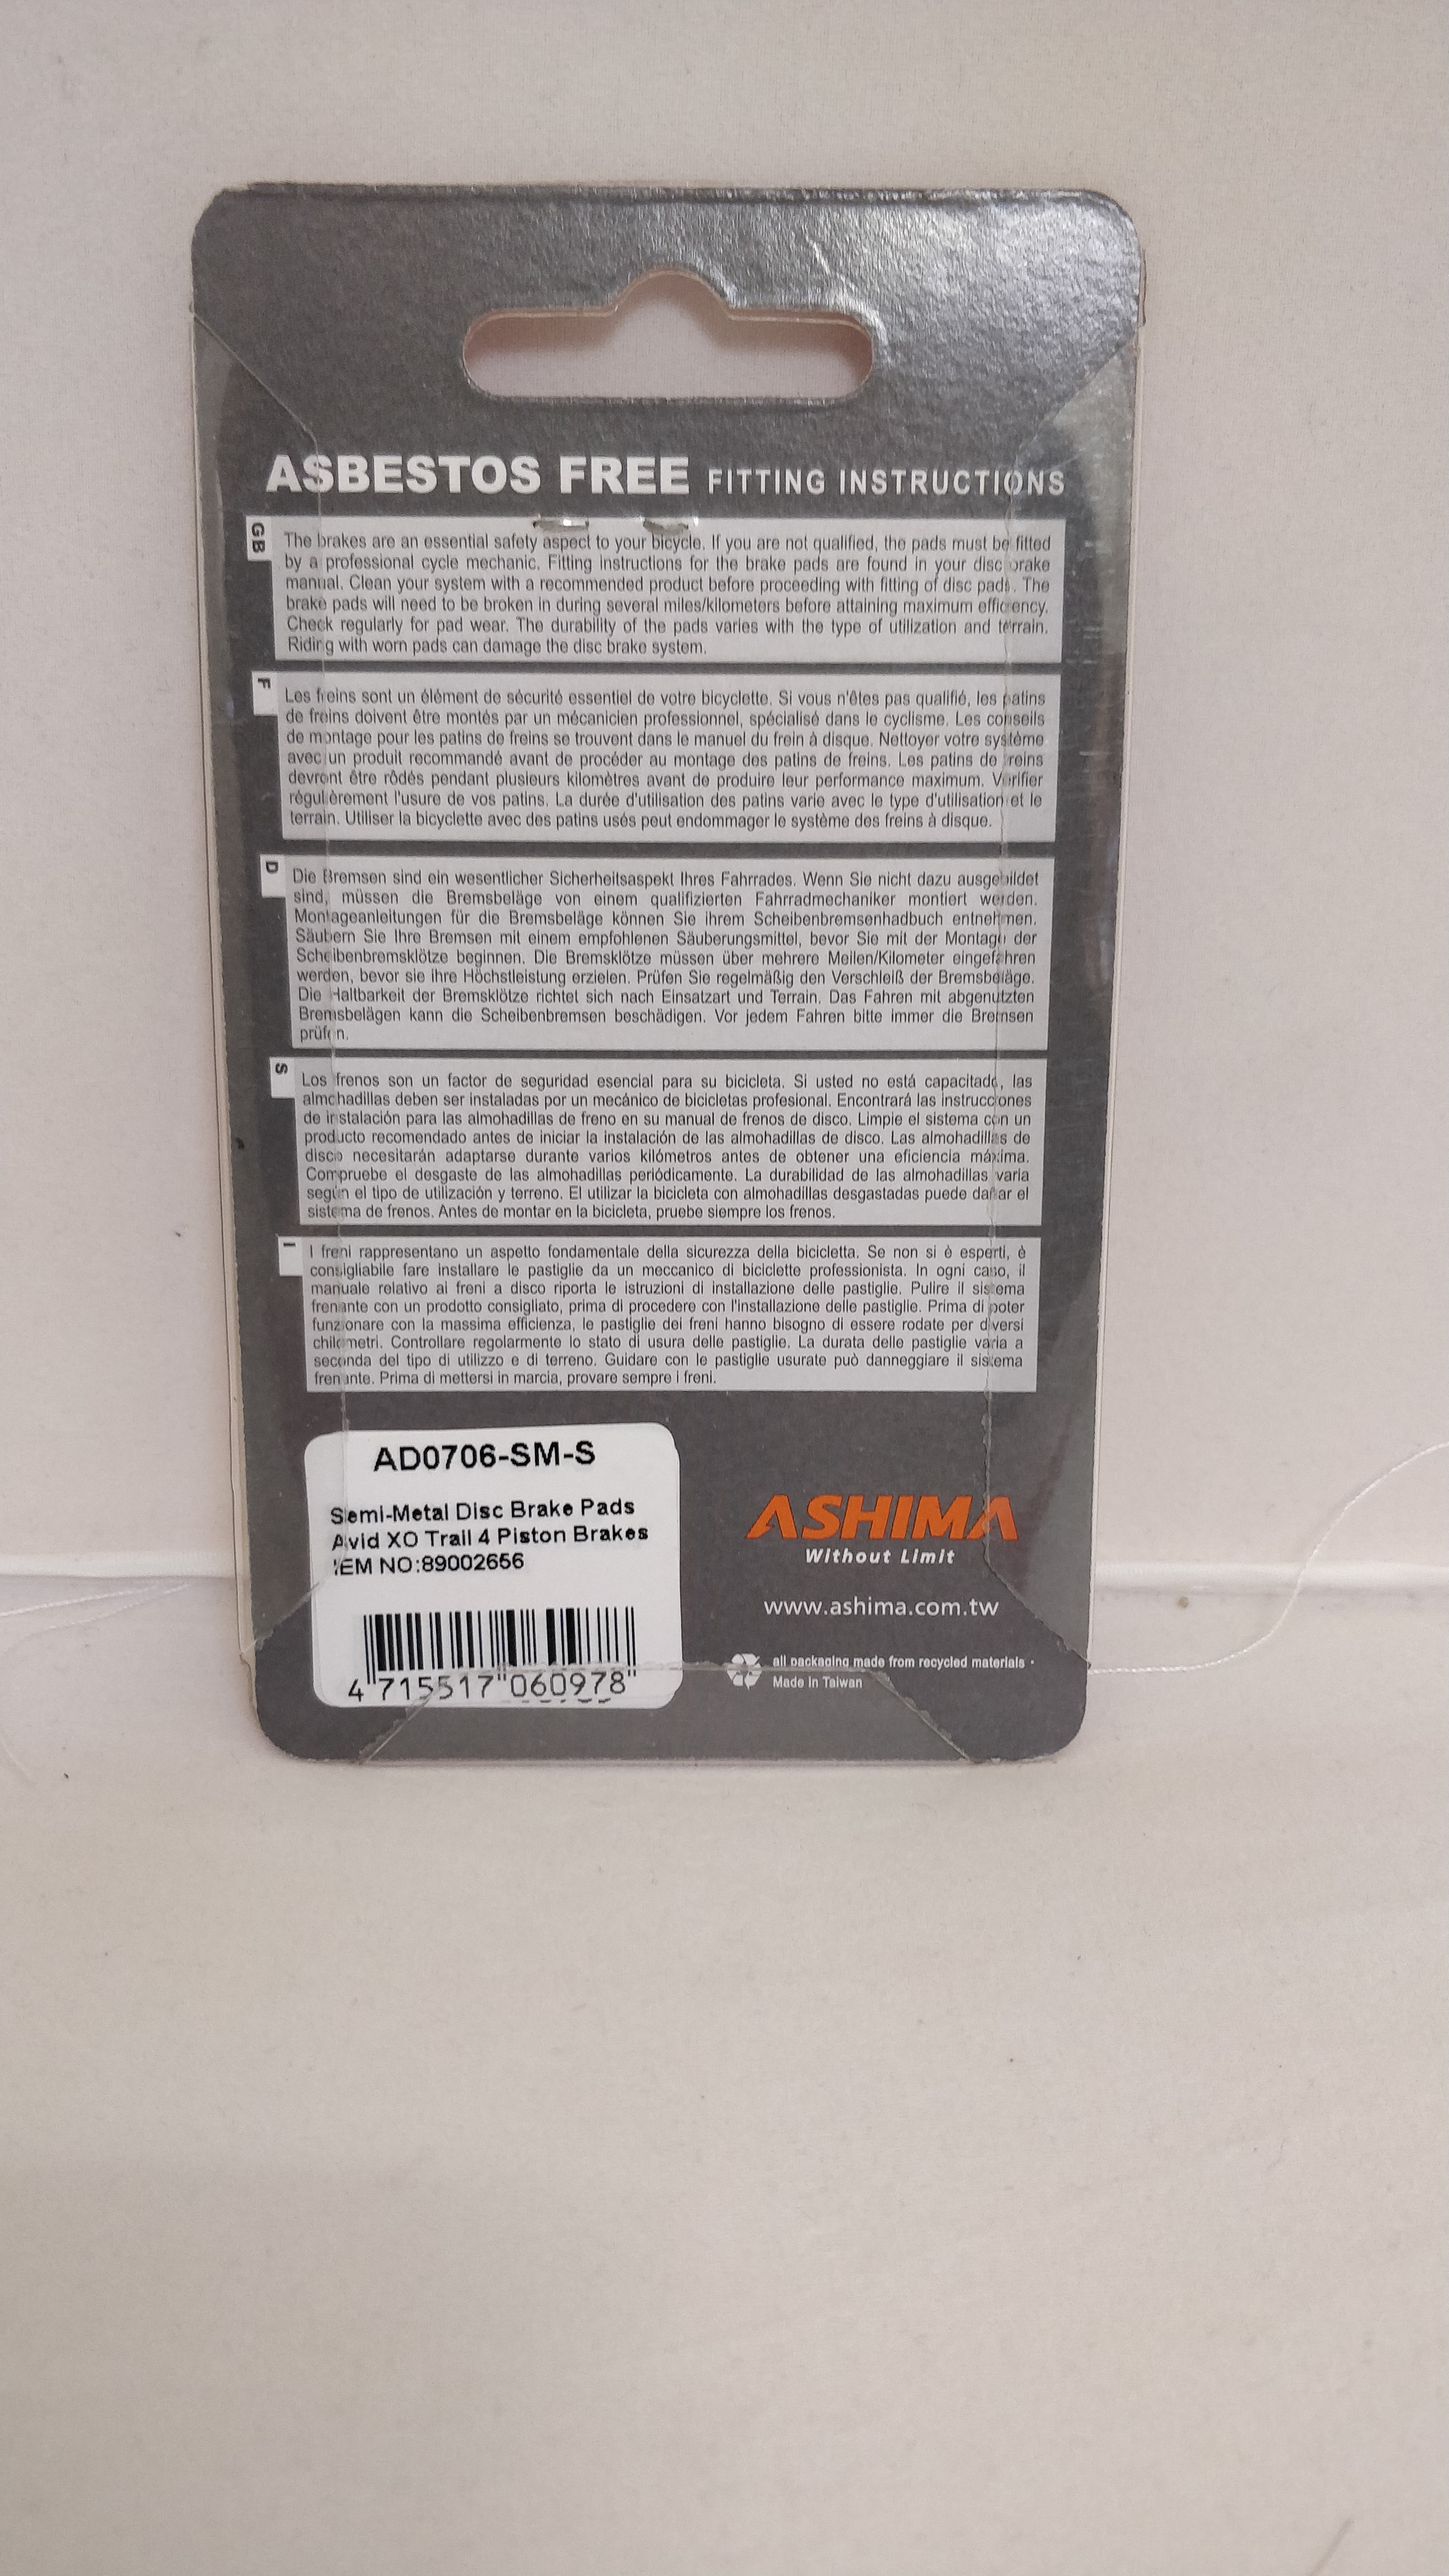 ASBESTOS FREE FITTING INSTRUCTIONS
GB
The brakes are an essential safety aspect to your bicycle. If you are not qualified, the pads must be fitted
by a professional cycle mechanic. Fitting instructions for the brake pads are found in your disc brake
manual. Clean your system with a recommended product before proceeding with fitting of disc pads. The
brake pads will need to be broken in during several miles/kilometers before attaining maximum efficiency.
Check regularly for pad wear. The durability of the pads varies with the type of utilization and terrain.
Riding with worn pads can damage the disc brake system.
F
Les freins sont un élément de sécurité essentiel de votre bicyclette. Si vous n'êtes pas qualifié, les patins
de freins doivent être montés par un mécanicien professionnel, spécialisé dans le cyclisme. Les conseils
de montage pour les patins de freins se trouvent dans le manuel du frein à disque. Nettoyer votre système
avec un produit recommandé avant de procéder au montage des patins de freins. Les patins de freins
devront être rôdés pendant plusieurs kilomètres avant de produire leur performance maximum. Vérifier
régulièrement l'usure de vos patins. La durée d'utilisation des patins varie avec le type d'utilisation et le
terrain. Utiliser la bicyclette avec des patins usés peut endommager le système des freins à disque.
D
Die Bremsen sind ein wesentlicher Sicherheitsaspekt Ihres Fahrrades. Wenn Sie nicht dazu ausgebildet
sind, müssen die Bremsbeläge von einem qualifizierten Fahrradmechaniker montiert werden.
Montageanleitungen für die Bremsbeläge können Sie ihrem Scheibenbremsenhadbuch entnehmen.
Säubern Sie Ihre Bremsen mit einem empfohlenen Säuberungsmittel, bevor Sie mit der Montage der
Scheibenbremsklötze beginnen. Die Bremsklötze müssen über mehrere Meilen/Kilometer eingefahren
werden, bevor sie ihre Höchstleistung erzielen. Prüfen Sie regelmäßig den Verschleiß der Bremsbeläge.
Die Haltbarkeit der Bremsklötze richtet sich nach Einsatzart und Terrain. Das Fahren mit abgenutzten
Bremsbelägen kann die Scheibenbremsen beschädigen. Vor jedem Fahren bitte immer die Bremsen
prüfen.
S
Los frenos son un factor de seguridad esencial para su bicicleta. Si usted no está capacitado, las
almohadillas deben ser instaladas por un mecánico de bicicletas profesional. Encontrará las instrucciones
de instalación para las almohadillas de freno en su manual de frenos de disco. Limpie el sistema con un
producto recomendado antes de iniciar la instalación de las almohadillas de disco. Las almohadillas de
disco necesitarán adaptarse durante varios kilómetros antes de obtener una eficiencia máxima.
Compruebe el desgaste de las almohadillas periódicamente. La durabilidad de las almohadillas varia
según el tipo de utilización y terreno. El utilizar la bicicleta con almohadillas desgastadas puede dañar el
sistema de frenos. Antes de montar en la bicicleta, pruebe siempre los frenos.
I
I freni rappresentano un aspetto fondamentale della sicurezza della bicicletta. Se non si è esperti, è
consigliabile fare installare le pastiglie da un meccanico di biciclette professionista. In ogni caso, il
manuale relativo ai freni a disco riporta le istruzioni di installazione delle pastiglie. Pulire il sistema
frenante con un prodotto consigliato, prima di procedere con l'installazione delle pastiglie. Prima di poter
funzionare con la massima efficienza, le pastiglie dei freni hanno bisogno di essere rodate per diversi
chilometri. Controllare regolarmente lo stato di usura delle pastiglie. La durata delle pastiglie varia a
seconda del tipo di utilizzo e di terreno. Guidare con le pastiglie usurate può danneggiare il sistema
frenante. Prima di mettersi in marcia, provare sempre i freni.
AD0706-SM-S
Semi-Metal Disc Brake Pads
Avid XO Trail 4 Piston Brakes
NO:89002656
4 715517 060978
ASHIMA
Without Limit
www.ashima.com.tw
all packaging made from recycled materials
Made in Taiwan